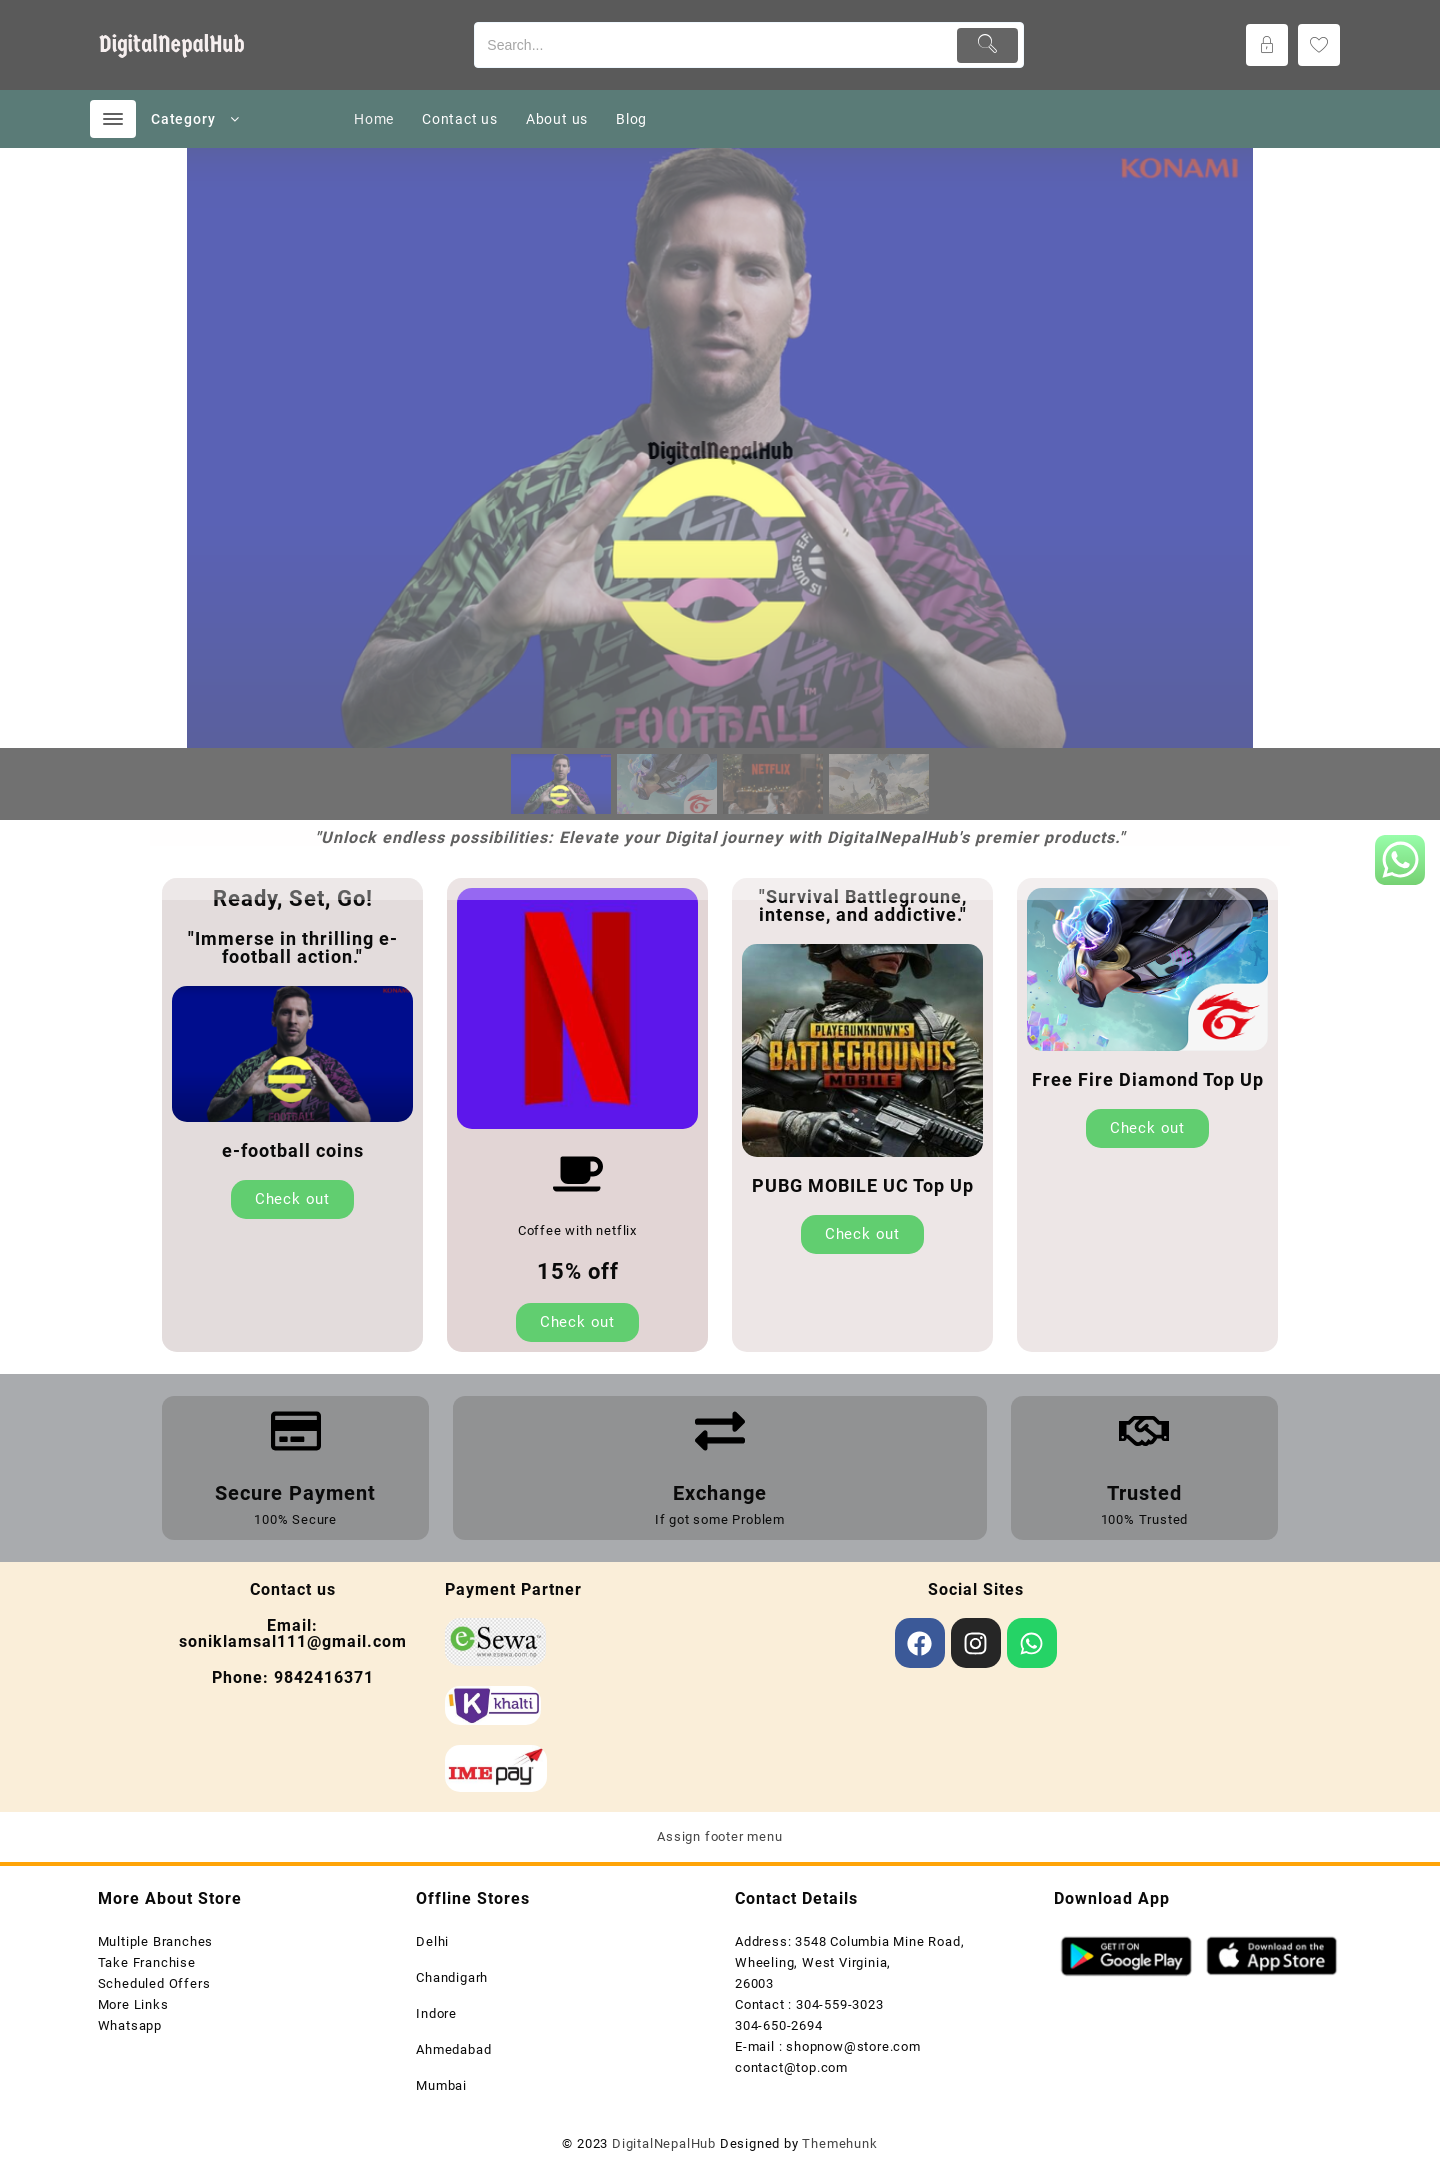 DigitalNepalHub
Search...
Category
Home
Contact us
About us
Blog
KONAMI
DigitalNepalHub
FOOTBALL
TM
NETFLIX
"Unlock endless possibilities: Elevate your Digital journey with DigitalNepalHub's premier products."
Ready, Set, Go!
"Immerse in thrilling e-
football action."
KONAMI
FOOTBALL
e-football coins
Check out
Coffee with netflix
15% off
Check out
"Survival Battlegroune,
intense, and addictive."
PLAYERUNKNOWN'S
BATTLEGROUNDS
MOBILE
PUBG MOBILE UC Top Up
Check out
Free Fire Diamond Top Up
Check out
Secure Payment
100% Secure
Exchange
If got some Problem
Trusted
100% Trusted
Contact us
Email:
soniklamsal111@gmail.com
Phone: 9842416371
Payment Partner
e-Sewa™
www.esewa.com.np
K khalti
IME pay
Social Sites
Assign footer menu
More About Store
Multiple Branches
Take Franchise
Scheduled Offers
More Links
Whatsapp
Offline Stores
Delhi
Chandigarh
Indore
Ahmedabad
Mumbai
Contact Details
Address: 3548 Columbia Mine Road,
Wheeling, West Virginia,
26003
Contact : 304-559-3023
304-650-2694
E-mail : shopnow@store.com
contact@top.com
Download App
GET IT ON
Google Play
Download on the
App Store
© 2023 DigitalNepalHub Designed by Themehunk